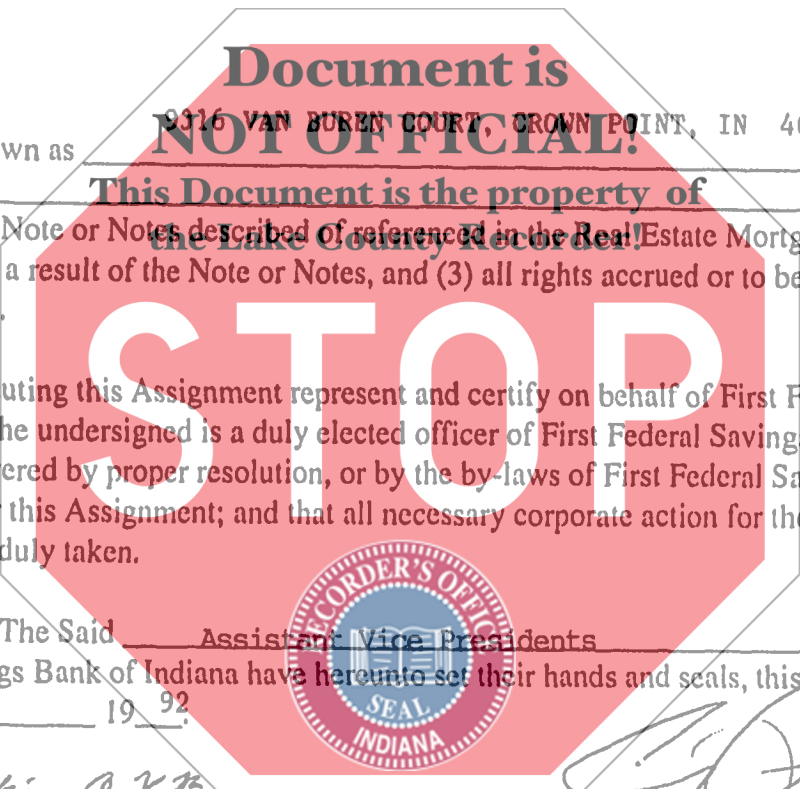 Document is
9316 VAN BUREN COURT, CROWN POINT, IN 4
NOT OFFICIAL!
wn as
This Document is the property of
the Lake County Recorder!
Note or Notes described of referenced in the Real Estate Mortg
a result of the Note or Notes, and (3) all rights accrued or to be
.
STOP
uting this Assignment represent and certify on behalf of First F
he undersigned is a duly elected officer of First Federal Saving
ered by proper resolution, or by the by-laws of First Federal Sa
this Assignment; and that all necessary corporate action for the
duly taken.
RECORDER'S OFFICE
The Said Assistant Vice Presidents
gs Bank of Indiana have hereunto set their hands and seals, this
SEAL
19 92.
INDIANA